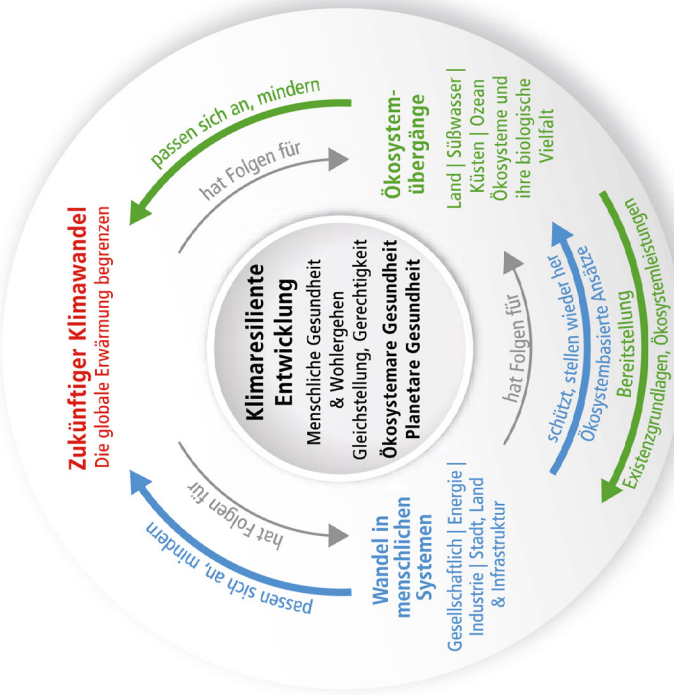 Zukünftiger Klimawandel
Die globale Erwärmung begrenzen
passen sich an, mindern
hat Folgen für
hat Folgen für
passen sich an, mindern
Klimaresiliente
Entwicklung
Menschliche Gesundheit
& Wohlergehen
Gleichstellung, Gerechtigkeit
Ökosystemare Gesundheit
Planetare Gesundheit
Wandel in
menschlichen
Systemen
Gesellschaftlich | Energie |
Industrie | Stadt, Land
& Infrastruktur
Ökosystem-
übergänge
Land | Süßwasser |
Küsten | Ozean
Ökosysteme und
ihre biologische
Vielfalt
hat Folgen für
schützt, stellen wieder her
Ökosystembasierte Ansätze
Bereitstellung
Existenzgrundlagen, Ökosystemleistungen